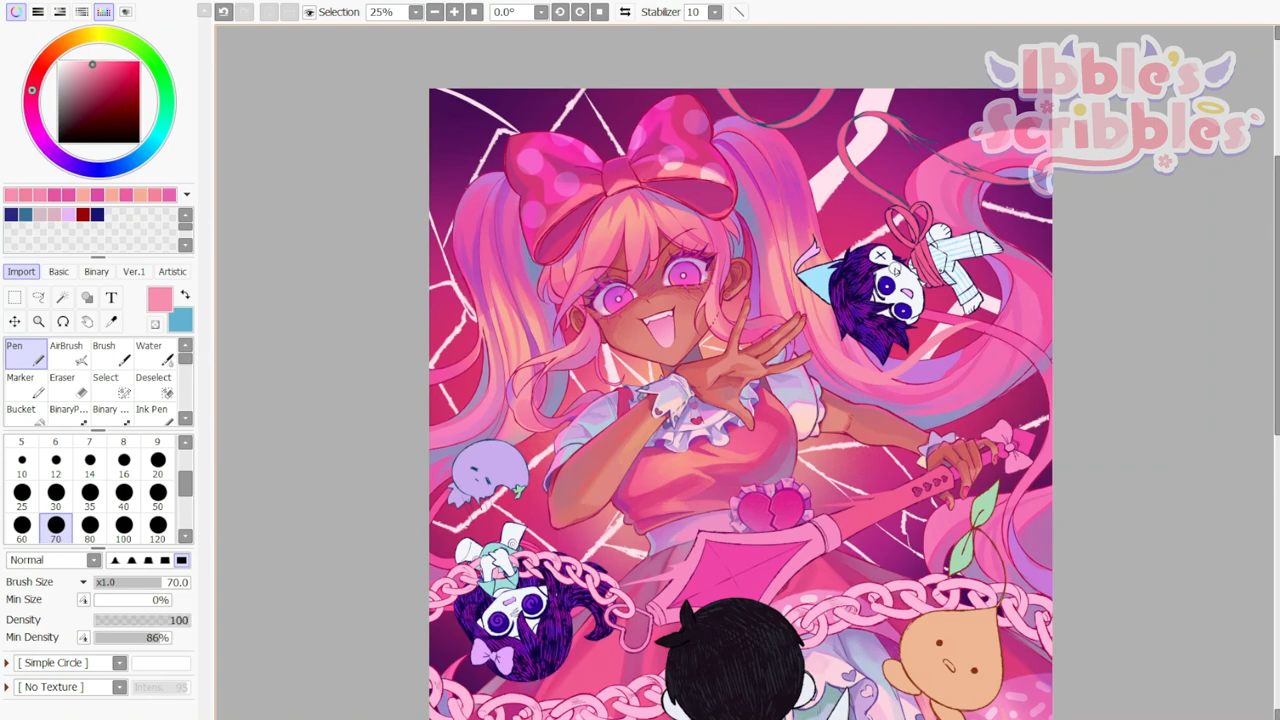 Selection 25% 0.0° Stabilizer 10
Ibble's
Scribbles
Import Basic Binary Ver.1 Artistic
T
Pen AirBrush Brush Water
Marker Eraser Select Deselect
Bucket BinaryP... Binary ... Ink Pen
5 6 7 8 9
10 12 14 16 20
25 30 35 40 50
60 70 80 100 120
Normal
Brush Size x1.0 70.0
Min Size 0%
Density 100
Min Density 86%
[ Simple Circle ]
[ No Texture ] Intens. 95